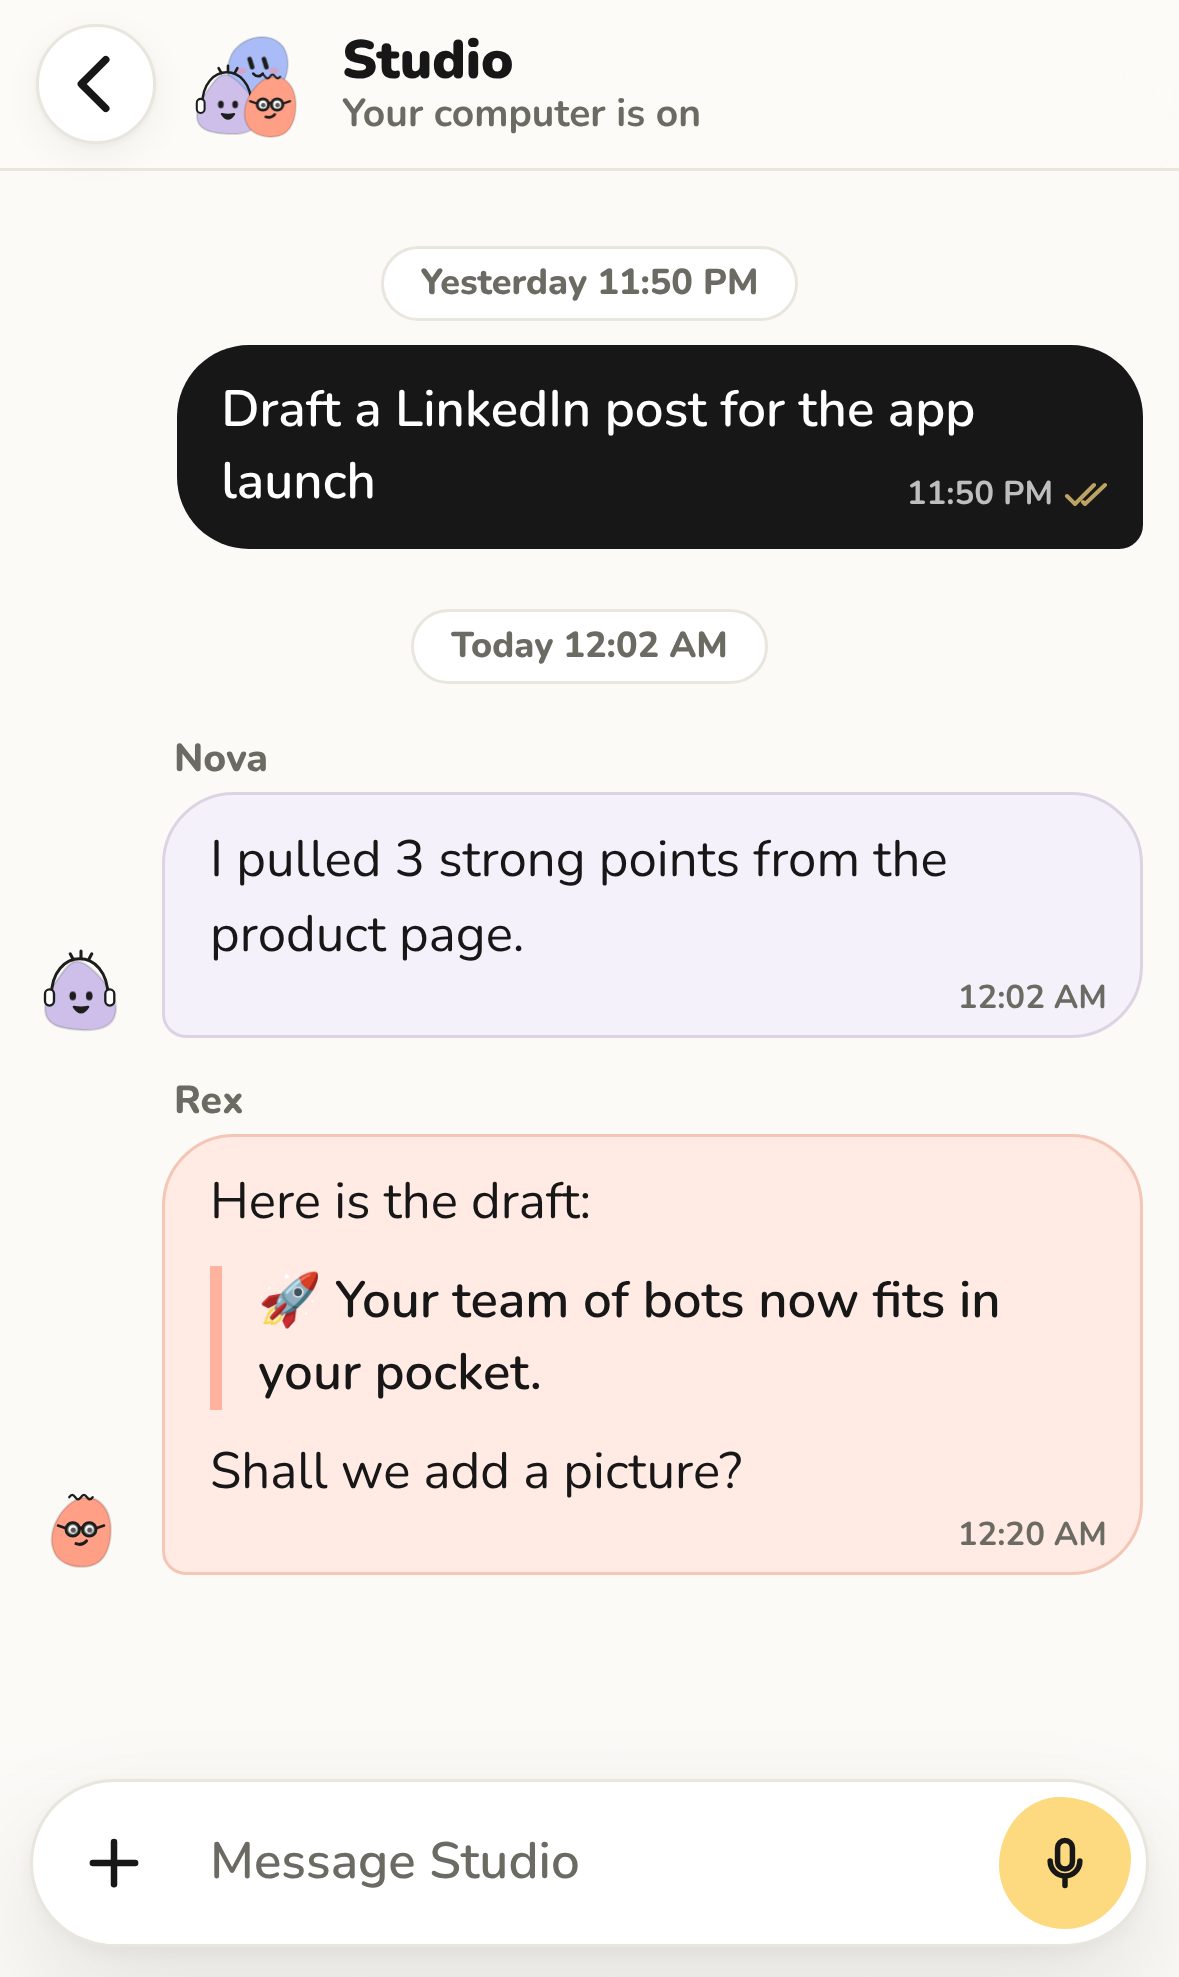 Studio
Your computer is on
Yesterday 11:50 PM
Draft a LinkedIn post for the app
launch
11:50 PM
Today 12:02 AM
Nova
I pulled 3 strong points from the
product page.
12:02 AM
Rex
Here is the draft:
🚀 Your team of bots now fits in
your pocket.
Shall we add a picture?
12:20 AM
Message Studio